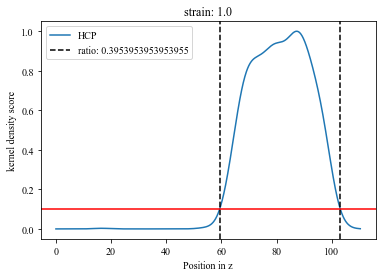 strain: 1.0
HCP
ratio: 0.3953953953953955
1.0
0.8
0.6
0.4
0.2
0.0
kernel density score
0 20 40 60 80 100
Position in z